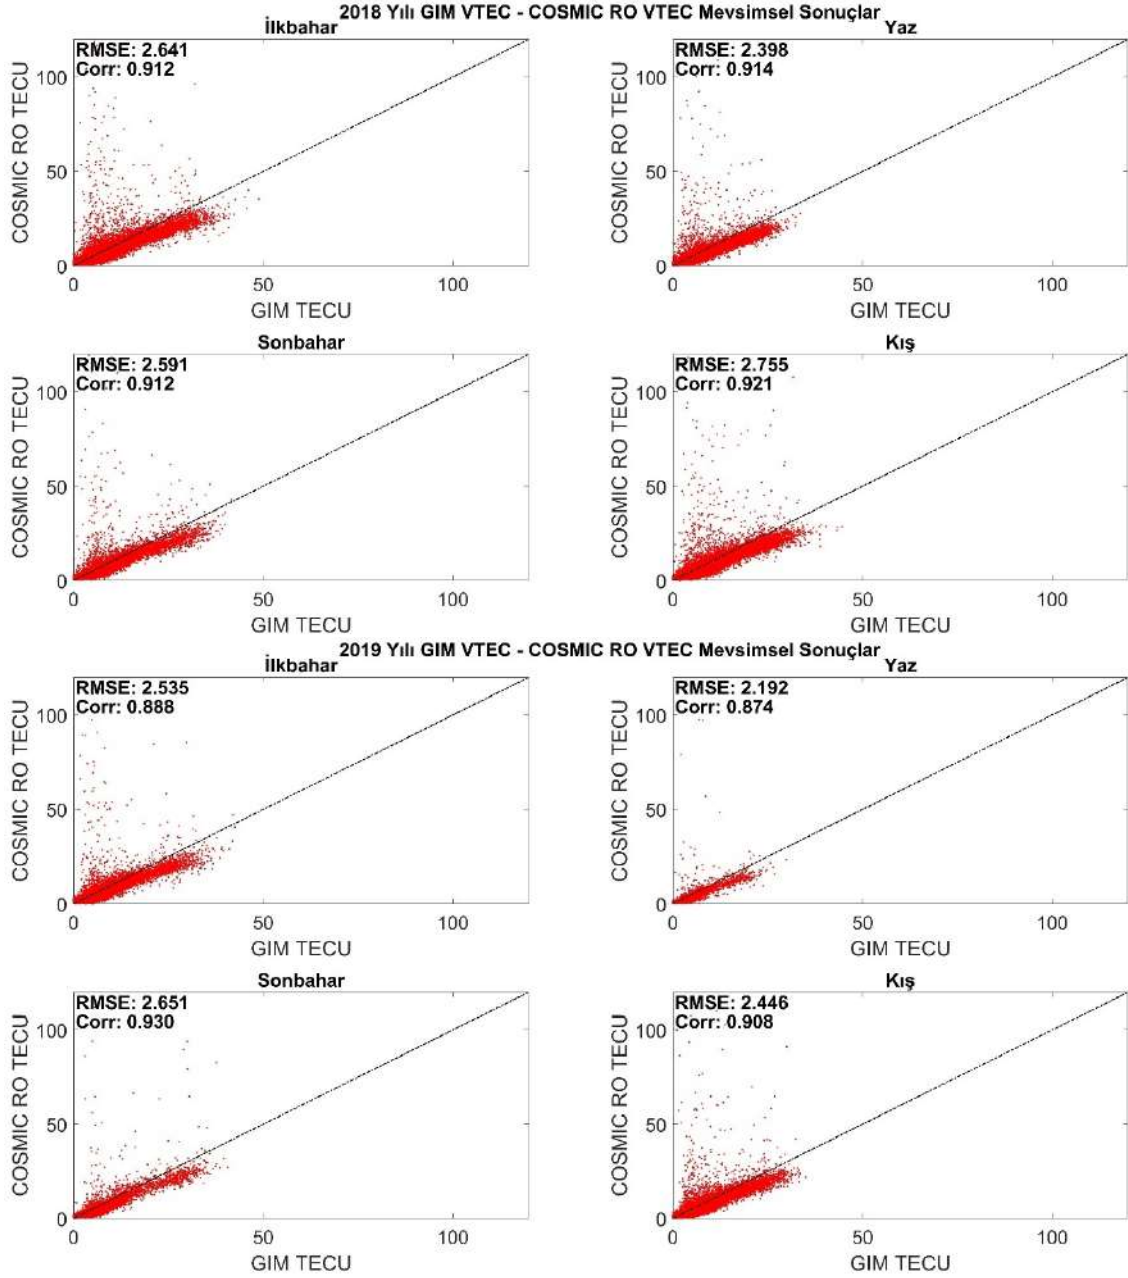 2018 Yılı GIM VTEC - COSMIC RO VTEC Mevsimsel Sonuçlar
İlkbahar
RMSE: 2.641
Corr: 0.912
COSMIC RO TECU
100
50
0
0 50 100
GIM TECU
Yaz
RMSE: 2.398
Corr: 0.914
COSMIC RO TECU
100
50
0
0 50 100
GIM TECU
Sonbahar
RMSE: 2.591
Corr: 0.912
COSMIC RO TECU
100
50
0
0 50 100
GIM TECU
Kış
RMSE: 2.755
Corr: 0.921
COSMIC RO TECU
100
50
0
0 50 100
GIM TECU
2019 Yılı GIM VTEC - COSMIC RO VTEC Mevsimsel Sonuçlar
İlkbahar
RMSE: 2.535
Corr: 0.888
COSMIC RO TECU
100
50
0
0 50 100
GIM TECU
Yaz
RMSE: 2.192
Corr: 0.874
COSMIC RO TECU
100
50
0
0 50 100
GIM TECU
Sonbahar
RMSE: 2.651
Corr: 0.930
COSMIC RO TECU
100
50
0
0 50 100
GIM TECU
Kış
RMSE: 2.446
Corr: 0.908
COSMIC RO TECU
100
50
0
0 50 100
GIM TECU